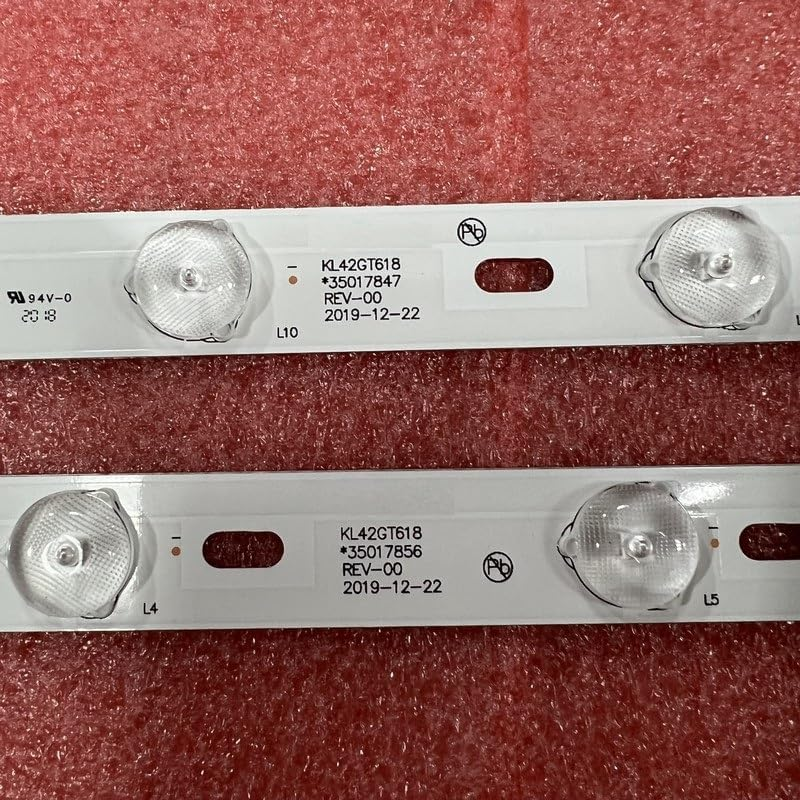 Pb
KL42GT618
*35017847
REV-00
2019-12-22
94V-0
2018
L10
KL42GT618
*35017856
REV-00
2019-12-22
Pb
L4
L5